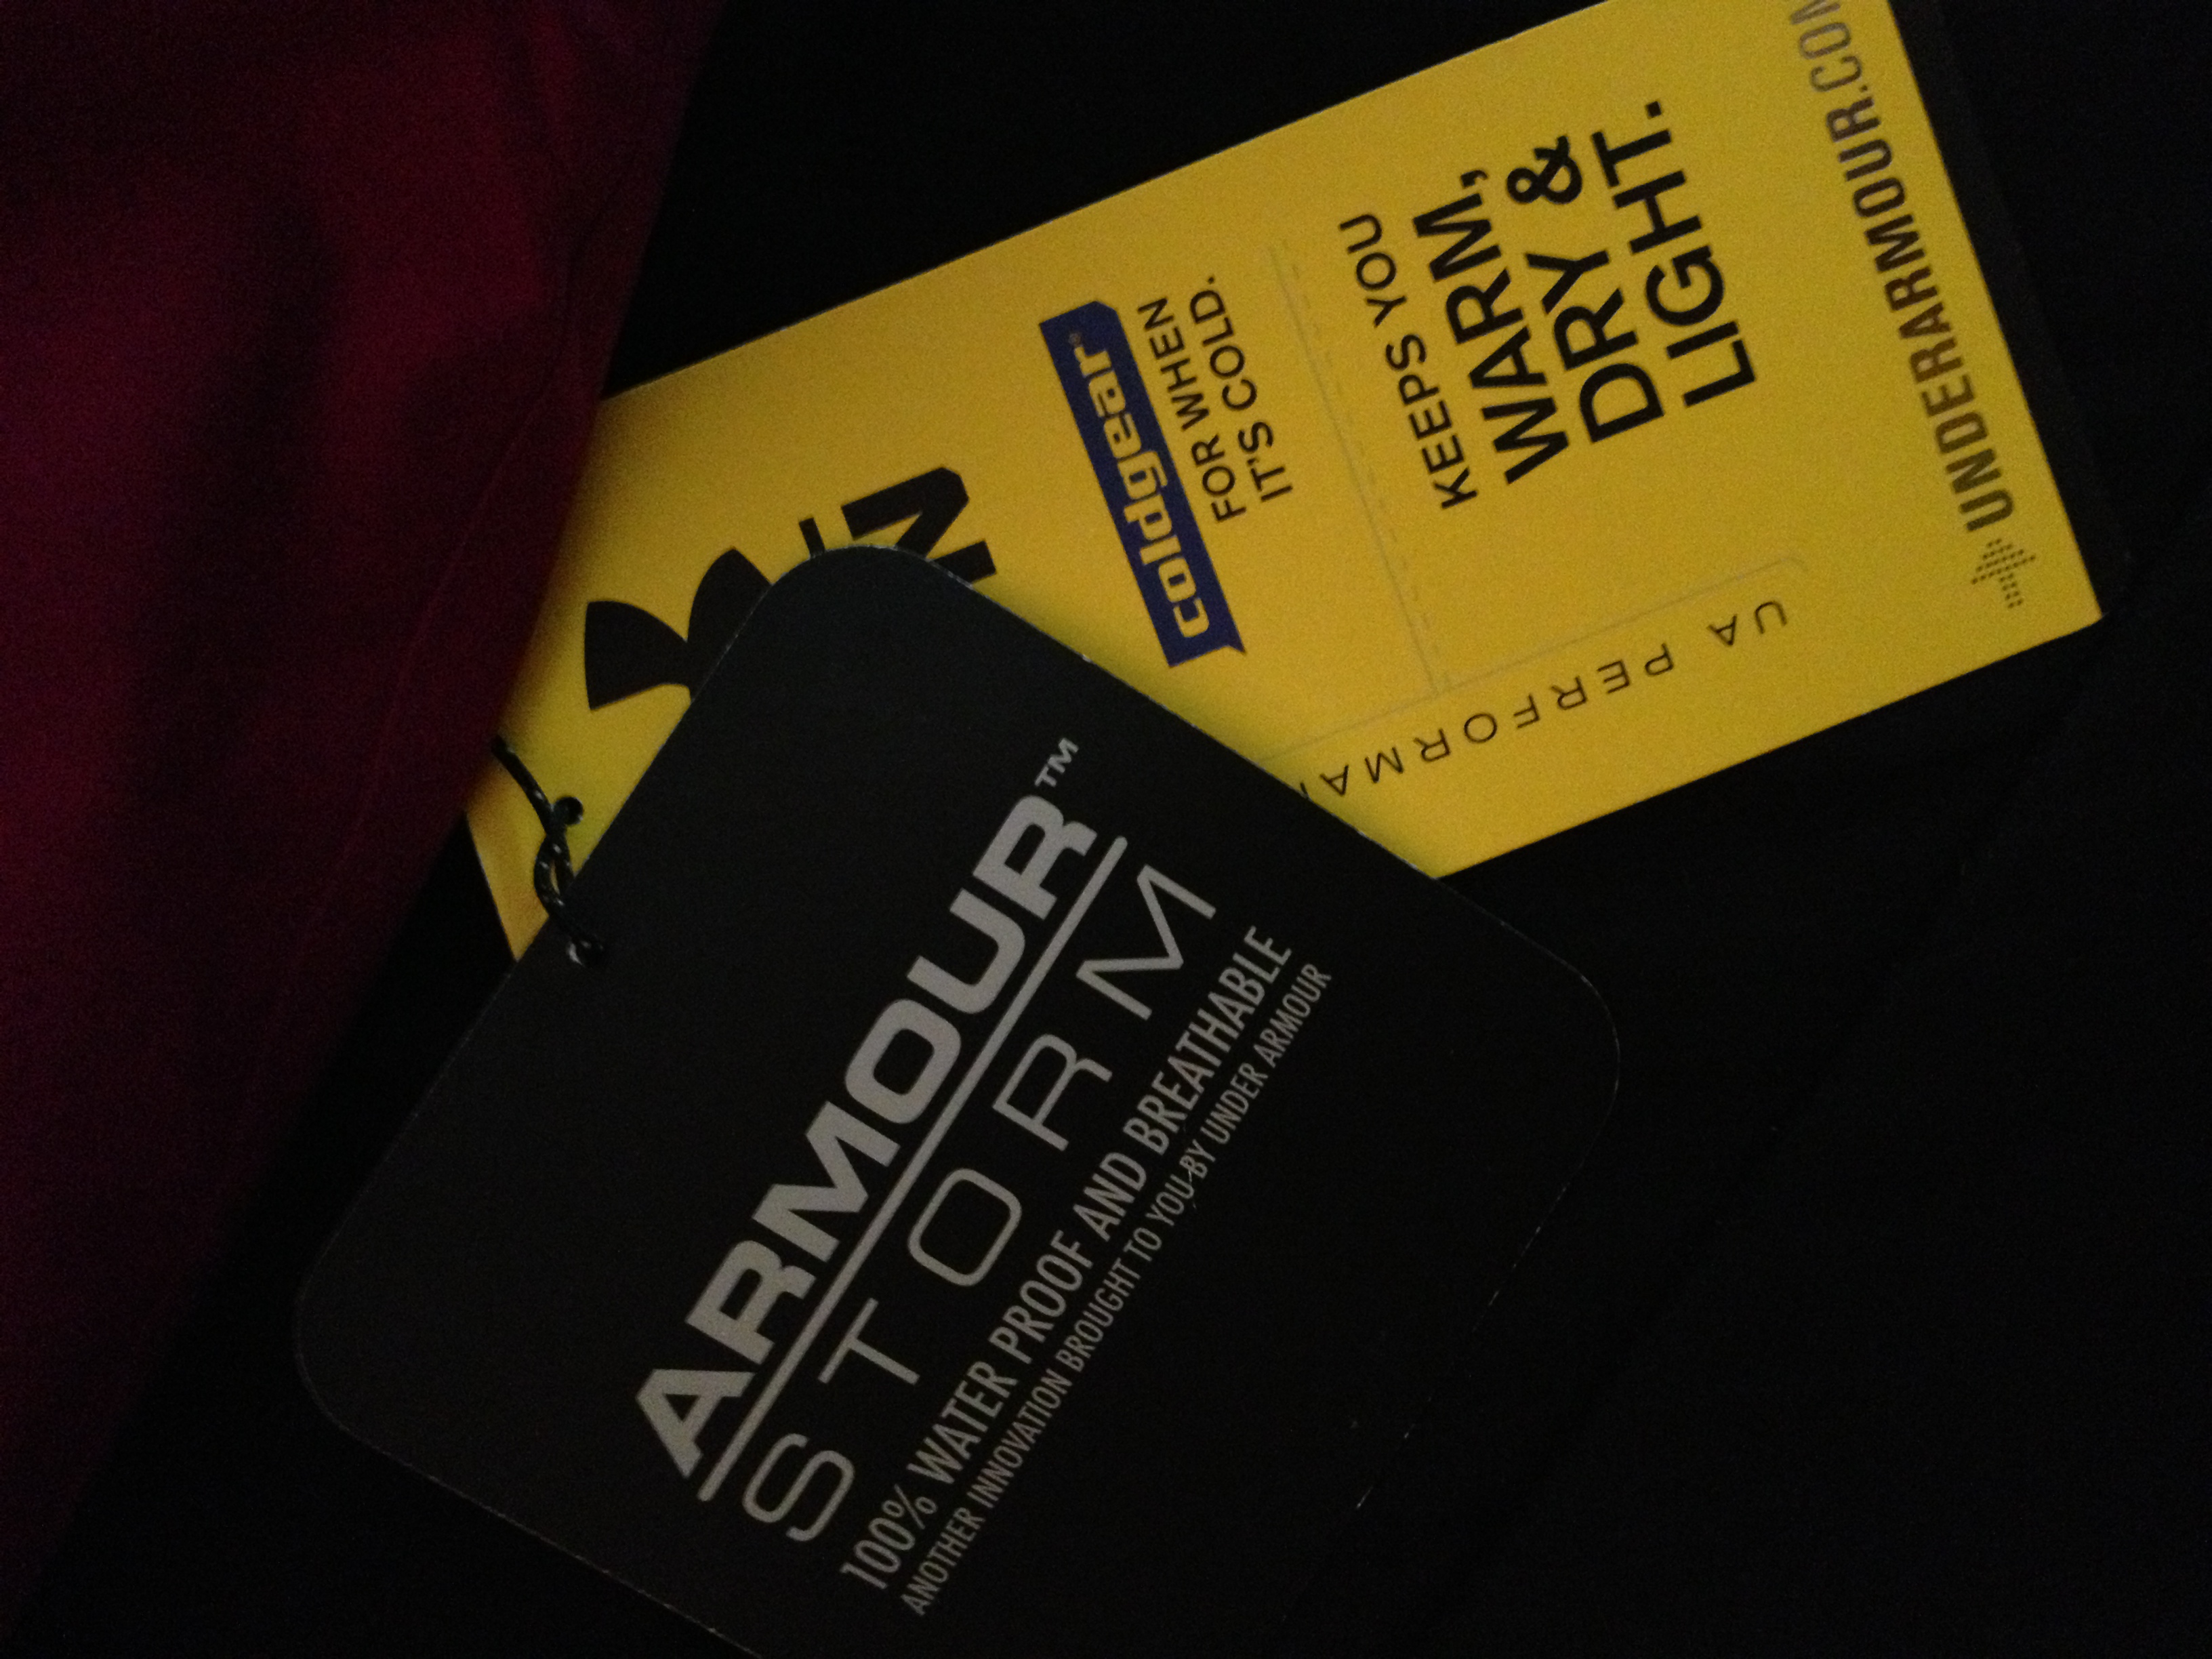 coldgear®
FOR WHEN
IT'S COLD.
KEEPS YOU
WARM,
DRY &
LIGHT.
UNDERARMOUR.COM
UA
ARMOUR™
STORM
100% WATER PROOF AND BREATHABLE
ANOTHER INNOVATION BROUGHT TO YOU BY UNDER ARMOUR